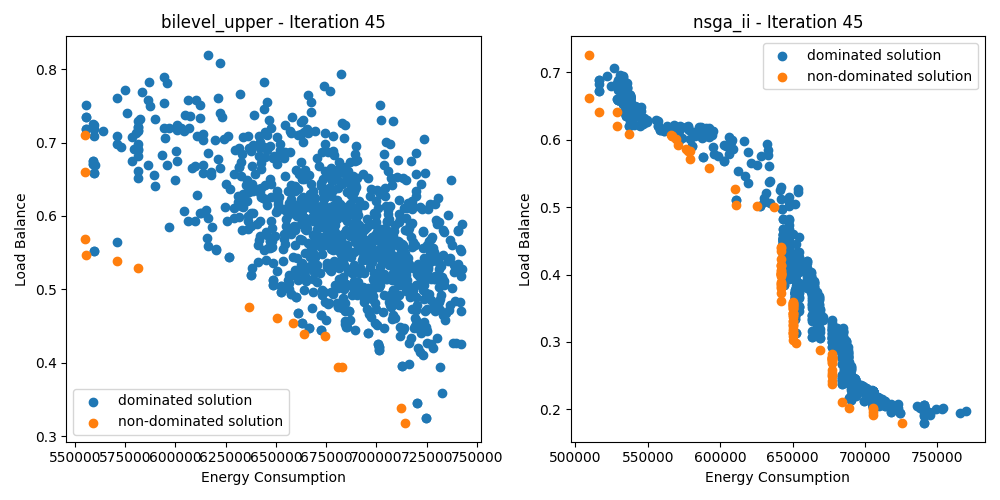 bilevel_upper - Iteration 45
Load Balance
0.8
0.7
0.6
0.5
0.4
0.3
dominated solution
non-dominated solution
550000 575000 600000 625000 650000 675000 700000 725000 750000
Energy Consumption
nsga_ii - Iteration 45
Load Balance
0.7
0.6
0.5
0.4
0.3
0.2
dominated solution
non-dominated solution
500000 550000 600000 650000 700000 750000
Energy Consumption